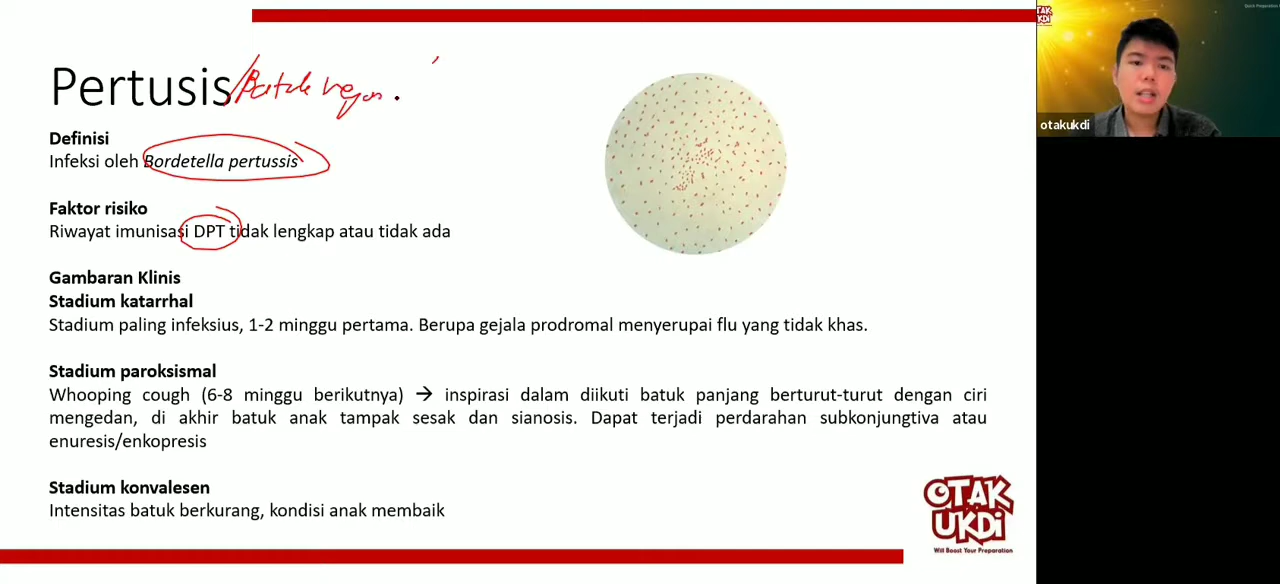 Pertusis/Batuk rejan.
Definisi
Infeksi oleh Bordetella pertussis
Faktor risiko
Riwayat imunisasi DPT tidak lengkap atau tidak ada
Gambaran Klinis
Stadium katarrhal
Stadium paling infeksius, 1-2 minggu pertama. Berupa gejala prodromal menyerupai flu yang tidak khas.
Stadium paroksismal
Whooping cough (6-8 minggu berikutnya) → inspirasi dalam diikuti batuk panjang berturut-turut dengan ciri
mengedan, di akhir batuk anak tampak sesak dan sianosis. Dapat terjadi perdarahan subkonjungtiva atau
enuresis/enkopresis
Stadium konvalesen
Intensitas batuk berkurang, kondisi anak membaik
OTAK
UKDI
Will Boost Your Preparation
OTAK
UKDI
otakukdi